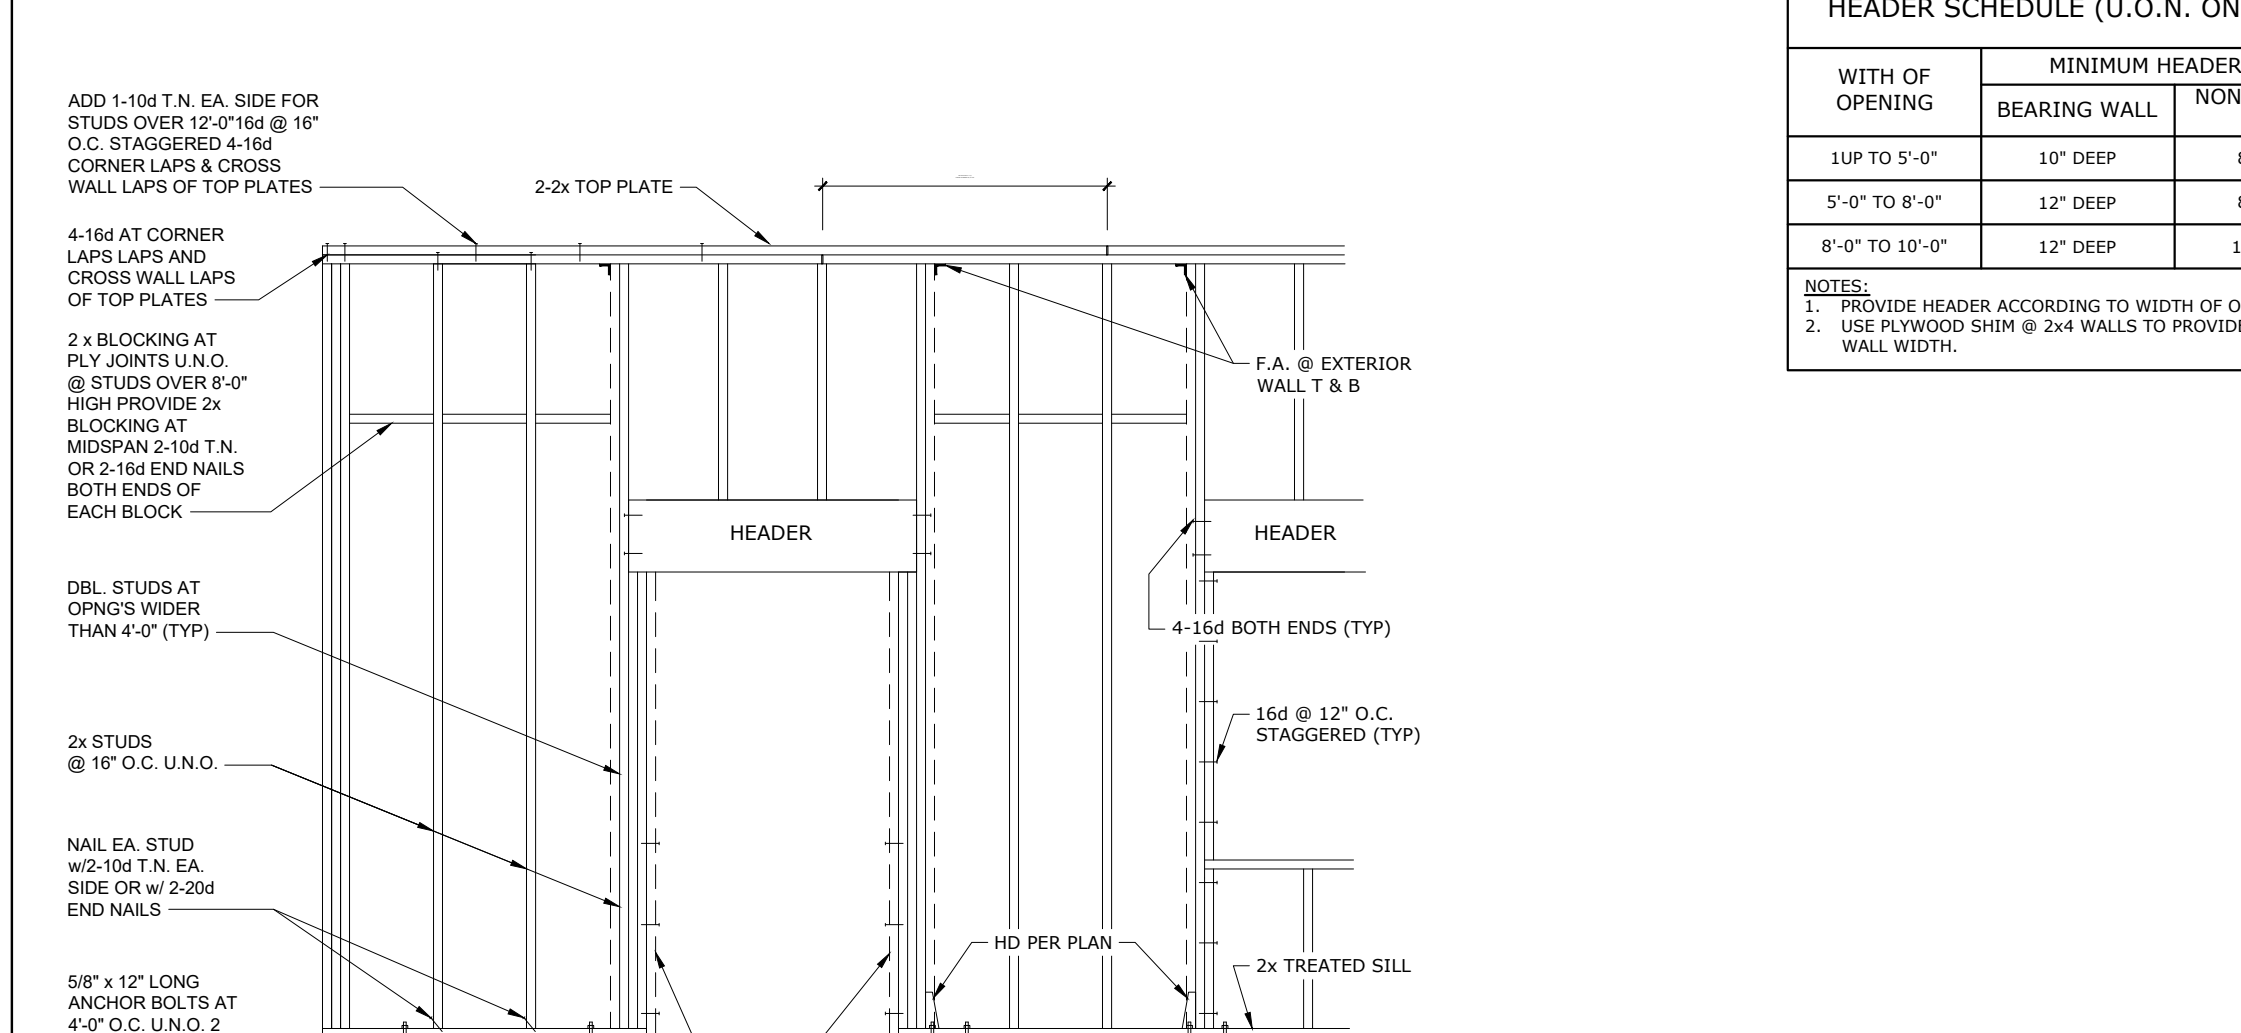 ADD 1-10d T.N. EA. SIDE FOR
STUDS OVER 12'-0"16d @ 16"
O.C. STAGGERED 4-16d
CORNER LAPS & CROSS
WALL LAPS OF TOP PLATES
2-2x TOP PLATE
4-16d AT CORNER
LAPS LAPS AND
CROSS WALL LAPS
OF TOP PLATES
2 x BLOCKING AT
PLY JOINTS U.N.O.
@ STUDS OVER 8'-0"
HIGH PROVIDE 2x
BLOCKING AT
MIDSPAN 2-10d T.N.
OR 2-16d END NAILS
BOTH ENDS OF
EACH BLOCK
F.A. @ EXTERIOR
WALL T & B
HEADER
HEADER
DBL. STUDS AT
OPNG'S WIDER
THAN 4'-0" (TYP)
4-16d BOTH ENDS (TYP)
16d @ 12" O.C.
STAGGERED (TYP)
2x STUDS
@ 16" O.C. U.N.O.
NAIL EA. STUD
w/2-10d T.N. EA.
SIDE OR w/ 2-20d
END NAILS
HD PER PLAN
2x TREATED SILL
5/8" x 12" LONG
ANCHOR BOLTS AT
4'-0" O.C. U.N.O. 2
HEADER SCHEDULE (U.O.N. ON
WITH OF
OPENING
MINIMUM HEADER
BEARING WALL
NON
1UP TO 5'-0"
10" DEEP
5'-0" TO 8'-0"
12" DEEP
8'-0" TO 10'-0"
12" DEEP
1
NOTES:
1. PROVIDE HEADER ACCORDING TO WIDTH OF O
2. USE PLYWOOD SHIM @ 2x4 WALLS TO PROVIDE
WALL WIDTH.